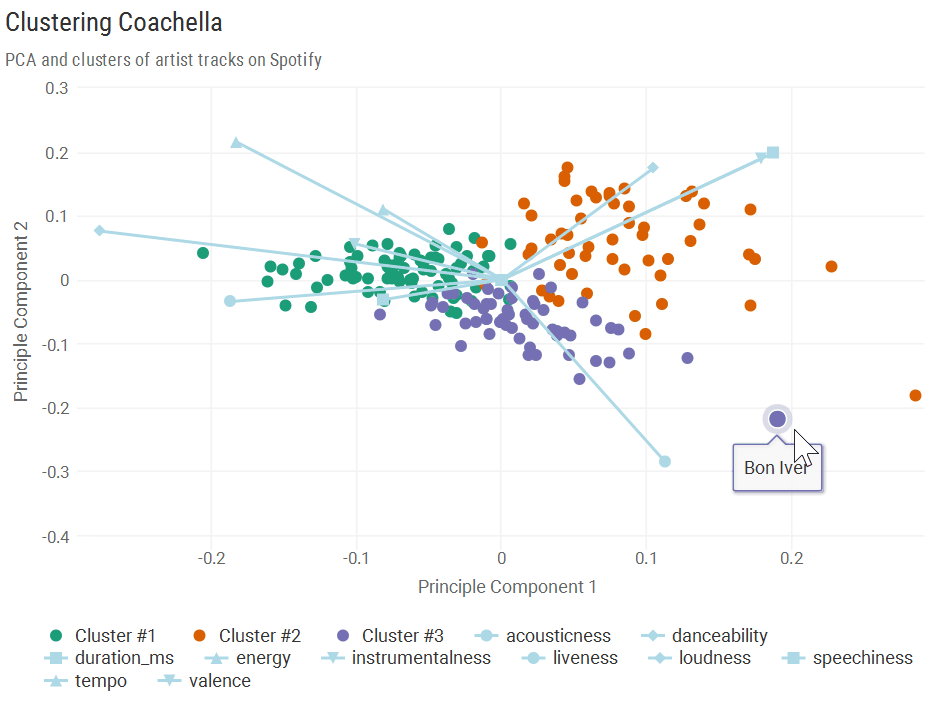 Clustering Coachella
PCA and clusters of artist tracks on Spotify
0.3
0.2
0.1
0
-0.1
-0.2
-0.3
-0.4
Principle Component 2
Bon Iver
-0.2 -0.1 0 0.1 0.2
Principle Component 1
Cluster #1 Cluster #2 Cluster #3 acousticness danceability
duration_ms energy instrumentalness liveness loudness speechiness
tempo valence